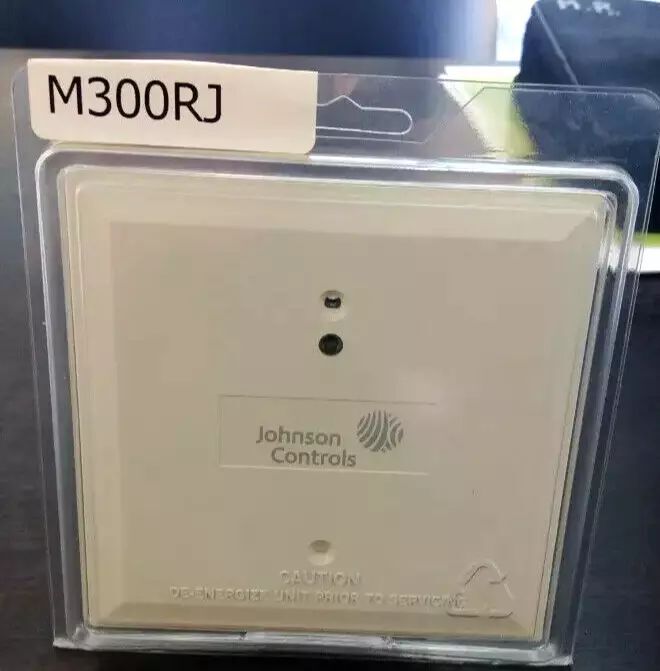 M300RJ
Johnson
Controls
CAUTION
DE-ENERGIZE UNIT PRIOR TO SERVICING